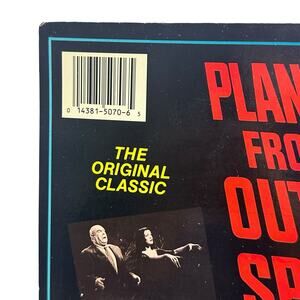 0 14381-5070-6 5
THE
ORIGINAL
CLASSIC
PLAN
FRO
OUT
SP